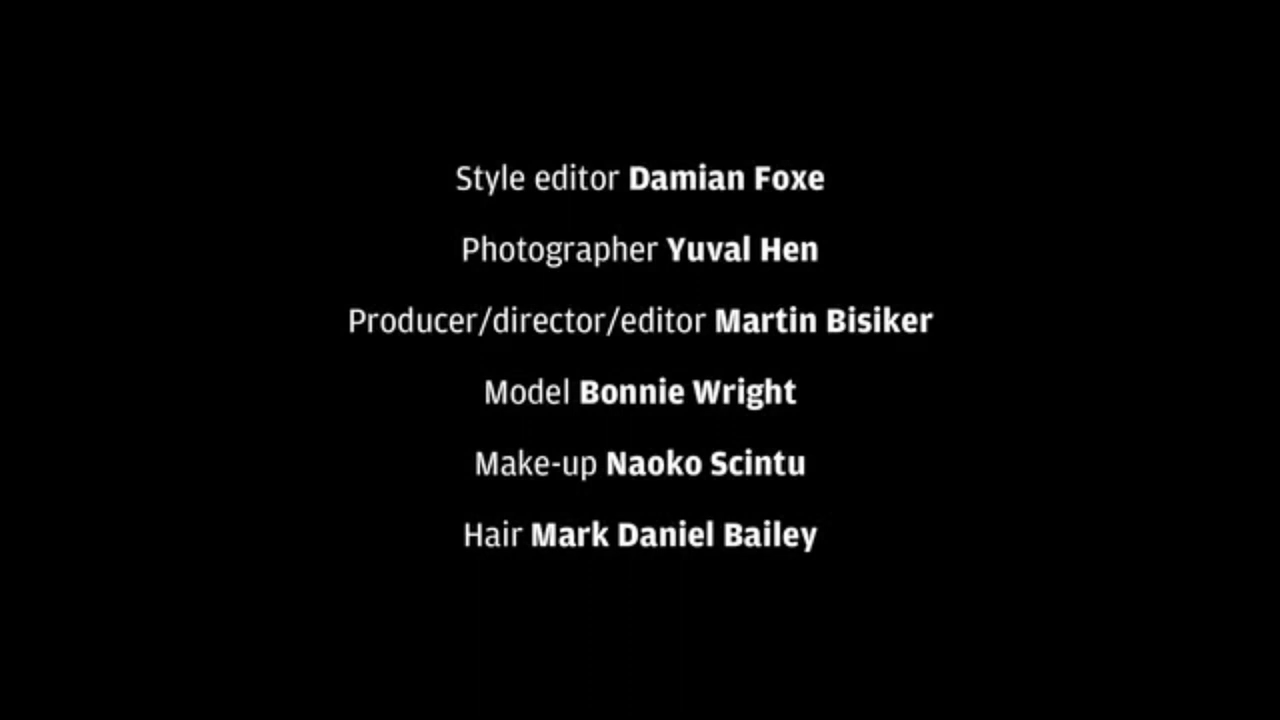 Style editor Damian Foxe
Photographer Yuval Hen
Producer/director/editor Martin Bisiker
Model Bonnie Wright
Make-up Naoko Scintu
Hair Mark Daniel Bailey